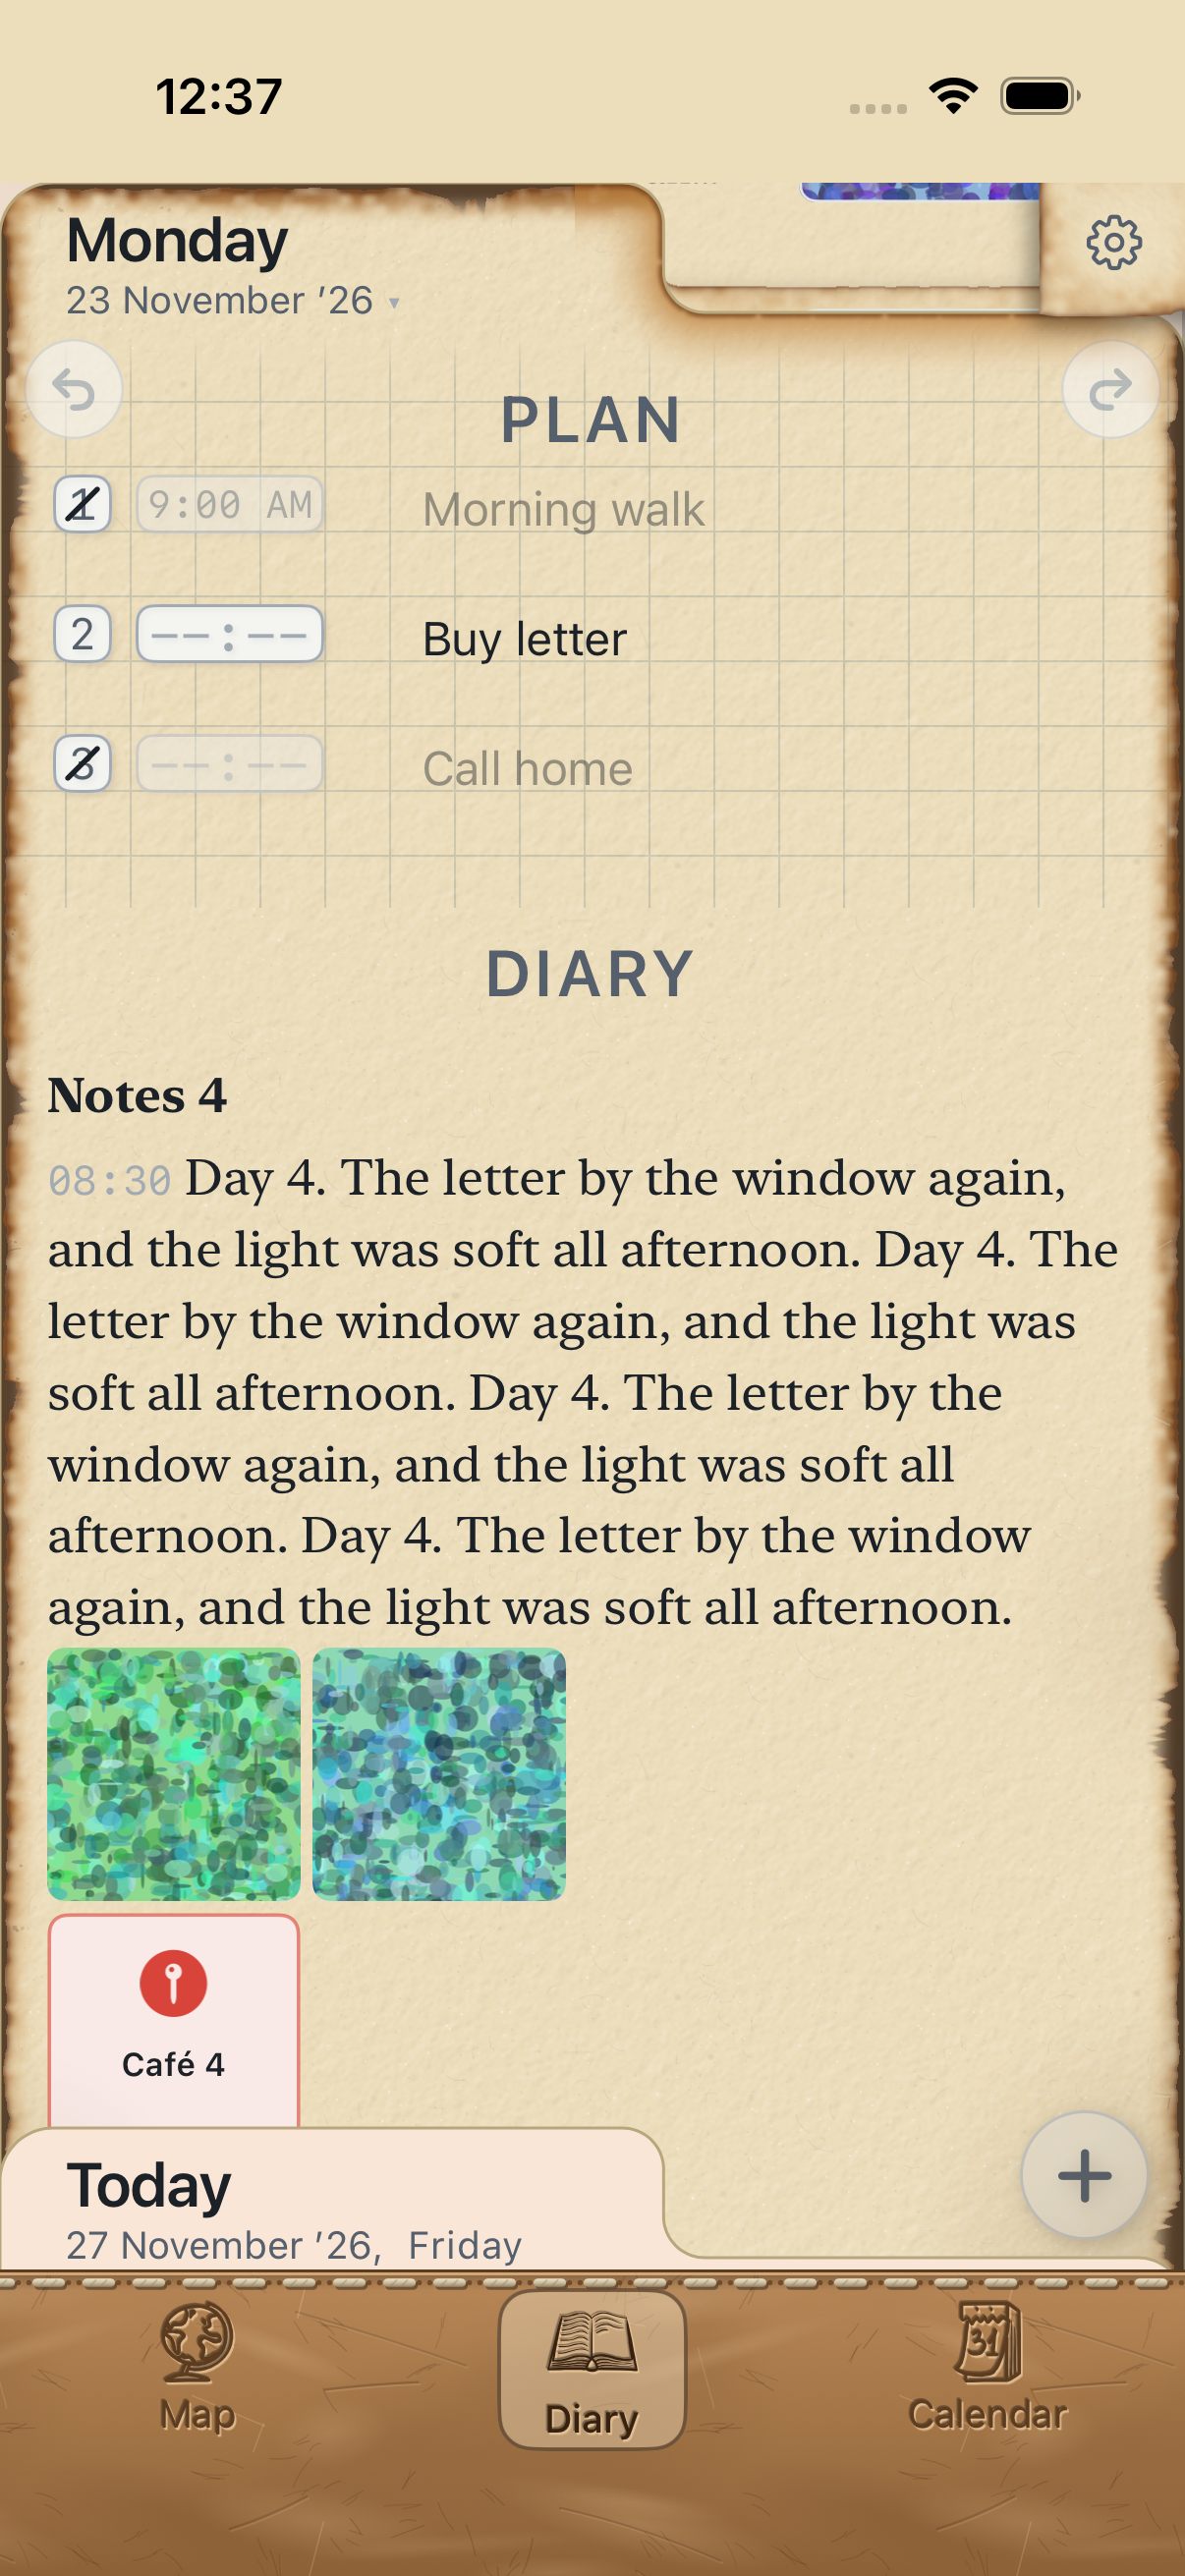 12:37
Monday
23 November ’26
PLAN
1 9:00 AM Morning walk
2 --:-- Buy letter
3 --:-- Call home
DIARY
Notes 4
08:30 Day 4. The letter by the window again,
and the light was soft all afternoon. Day 4. The
letter by the window again, and the light was
soft all afternoon. Day 4. The letter by the
window again, and the light was soft all
afternoon. Day 4. The letter by the window
again, and the light was soft all afternoon.
Café 4
Today
27 November ’26, Friday
31
Map
Diary
Calendar